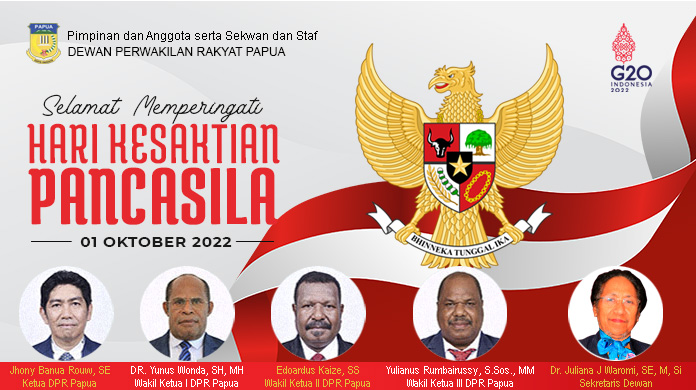 PAPUA
Pimpinan dan Anggota serta Sekwan dan Staf
DEWAN PERWAKILAN RAKYAT PAPUA
G20
INDONESIA
2022
Selamat Memperingati
HARI KESAKTIAN
PANCASILA
01 OKTOBER 2022
BHINNEKA TUNGGAL IKA
Jhony Banua Rouw, SE
Ketua DPR Papua
DR. Yunus Wonda, SH, MH
Wakil Ketua I DPR Papua
Edoardus Kaize, SS
Wakil Ketua II DPR Papua
Yulianus Rumbairussy, S.Sos., MM
Wakil Ketua III DPR Papua
Dr. Juliana J Waromi, SE, M, Si
Sekretaris Dewan